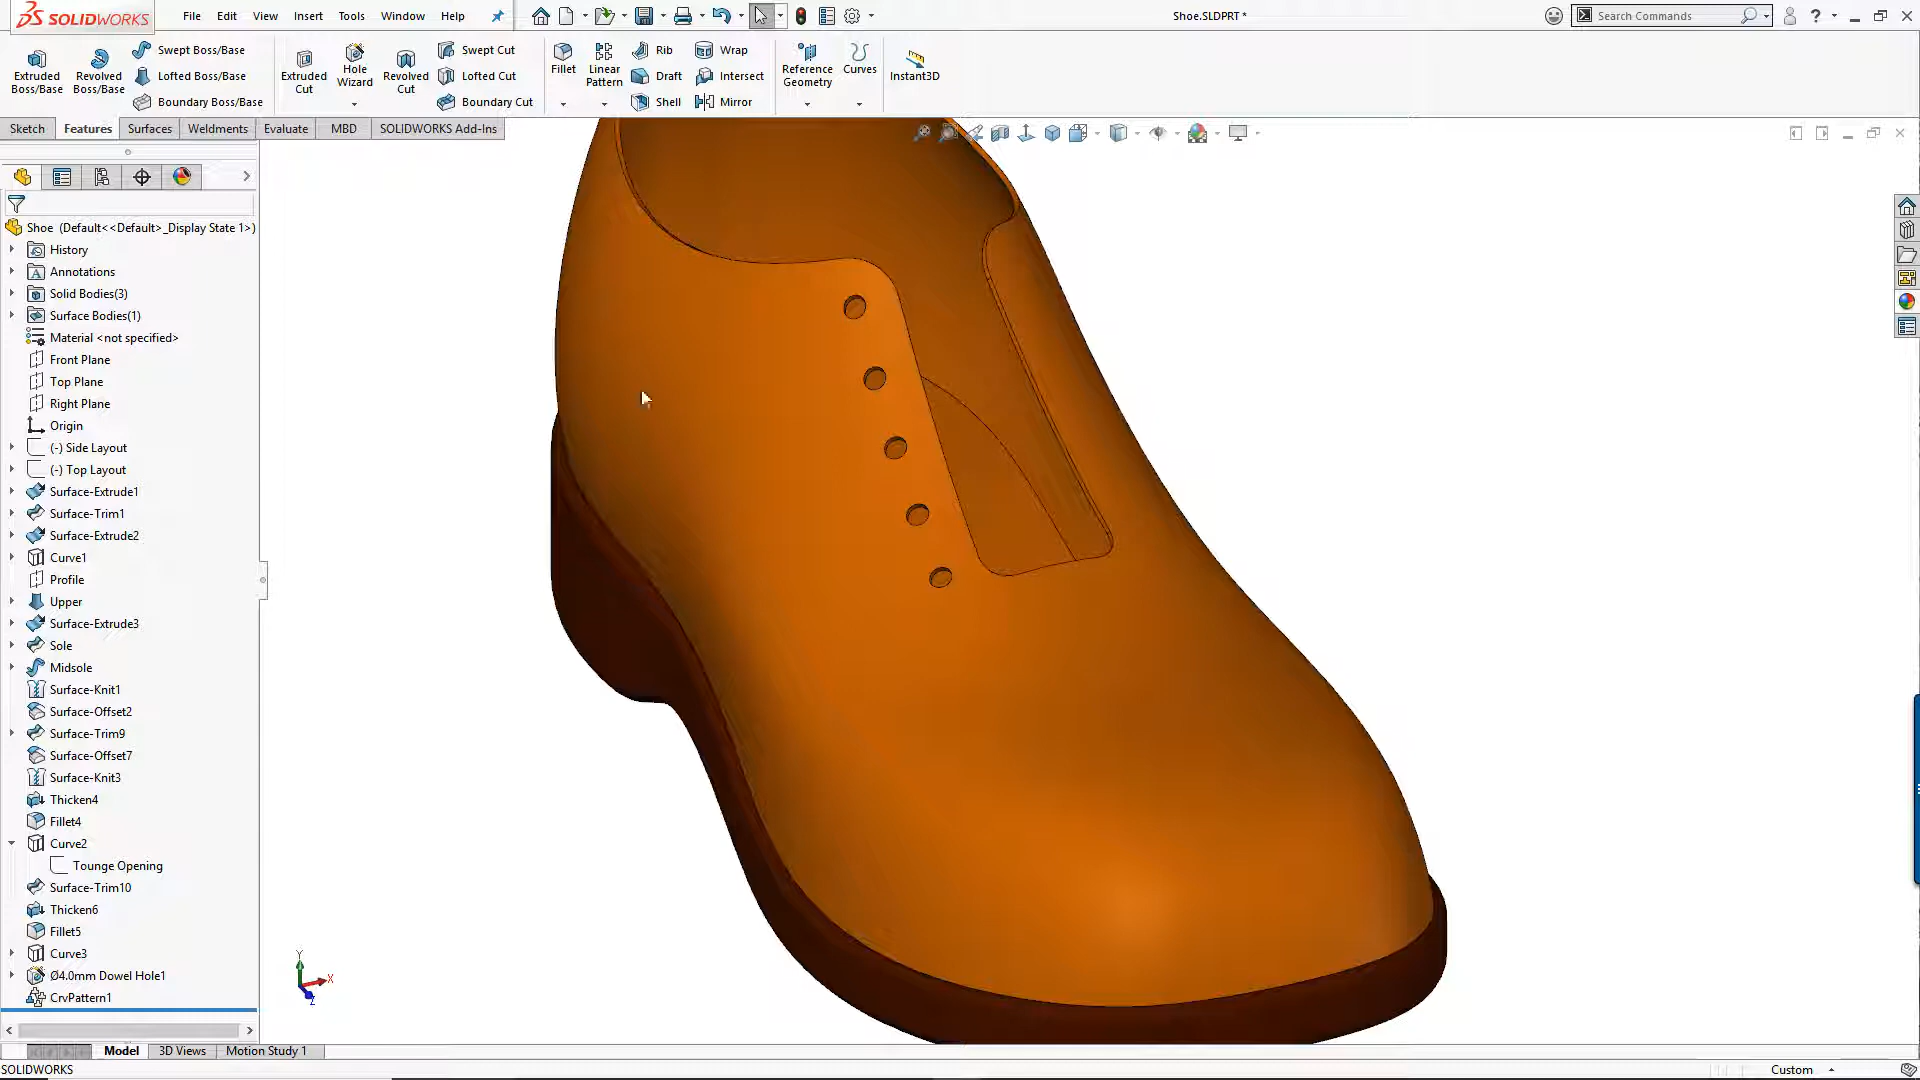 SOLIDWORKS
File Edit View Insert Tools Window Help
Shoe.SLDPRT *
Search Commands
Extruded Boss/Base
Revolved Boss/Base
Swept Boss/Base
Lofted Boss/Base
Boundary Boss/Base
Extruded Cut
Hole Wizard
Revolved Cut
Swept Cut
Lofted Cut
Boundary Cut
Fillet
Linear Pattern
Rib
Draft
Shell
Wrap
Intersect
Mirror
Reference Geometry
Curves
Instant3D
Sketch Features Surfaces Weldments Evaluate MBD SOLIDWORKS Add-Ins
Shoe (Default<<Default>_Display State 1>)
History
Annotations
Solid Bodies(3)
Surface Bodies(1)
Material <not specified>
Front Plane
Top Plane
Right Plane
Origin
(-) Side Layout
(-) Top Layout
Surface-Extrude1
Surface-Trim1
Surface-Extrude2
Curve1
Profile
Upper
Surface-Extrude3
Sole
Midsole
Surface-Knit1
Surface-Offset2
Surface-Trim9
Surface-Offset7
Surface-Knit3
Thicken4
Fillet4
Curve2
Tounge Opening
Surface-Trim10
Thicken6
Fillet5
Curve3
Ø4.0mm Dowel Hole1
CrvPattern1
Y
X
Z
Model 3D Views Motion Study 1
SOLIDWORKS
Custom